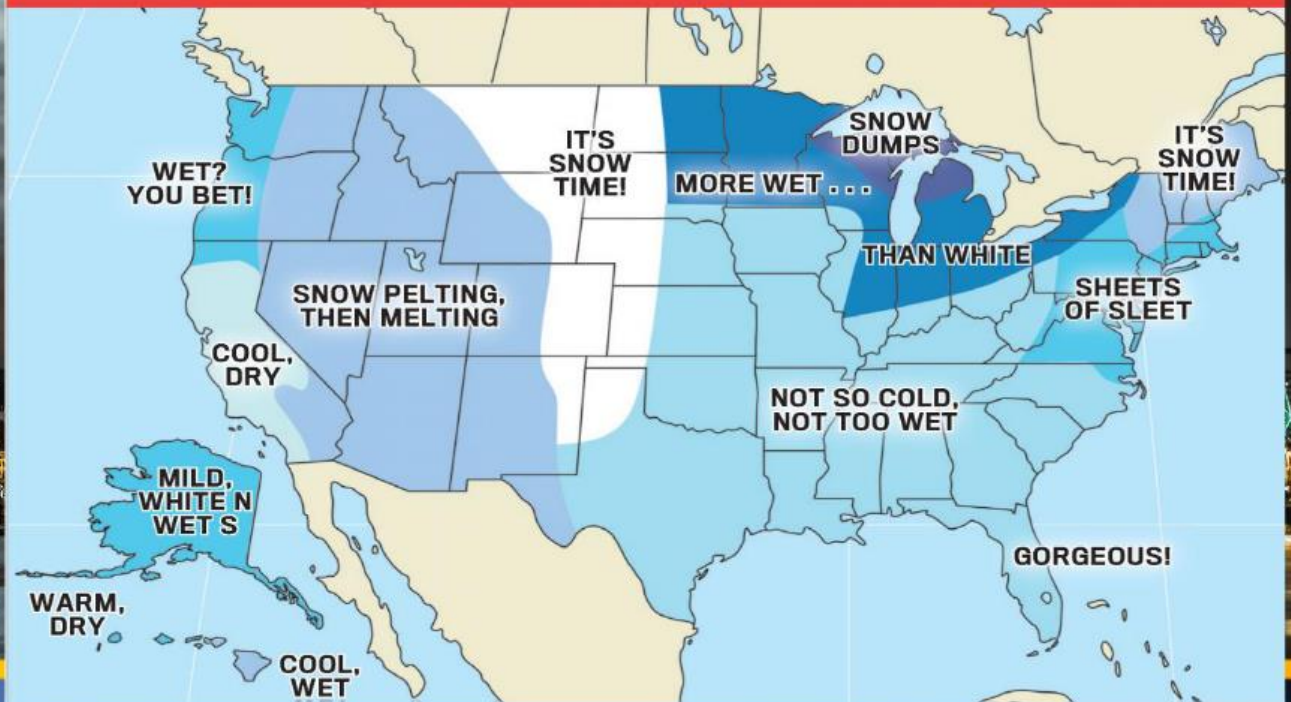 IT'S
SNOW
TIME!
SNOW
DUMPS
IT'S
SNOW
TIME!
WET?
YOU BET!
MORE WET . . .
THAN WHITE
SNOW PELTING,
THEN MELTING
SHEETS
OF SLEET
COOL,
DRY
NOT SO COLD,
NOT TOO WET
MILD,
WHITE N
WET S
GORGEOUS!
WARM,
DRY
COOL,
WET